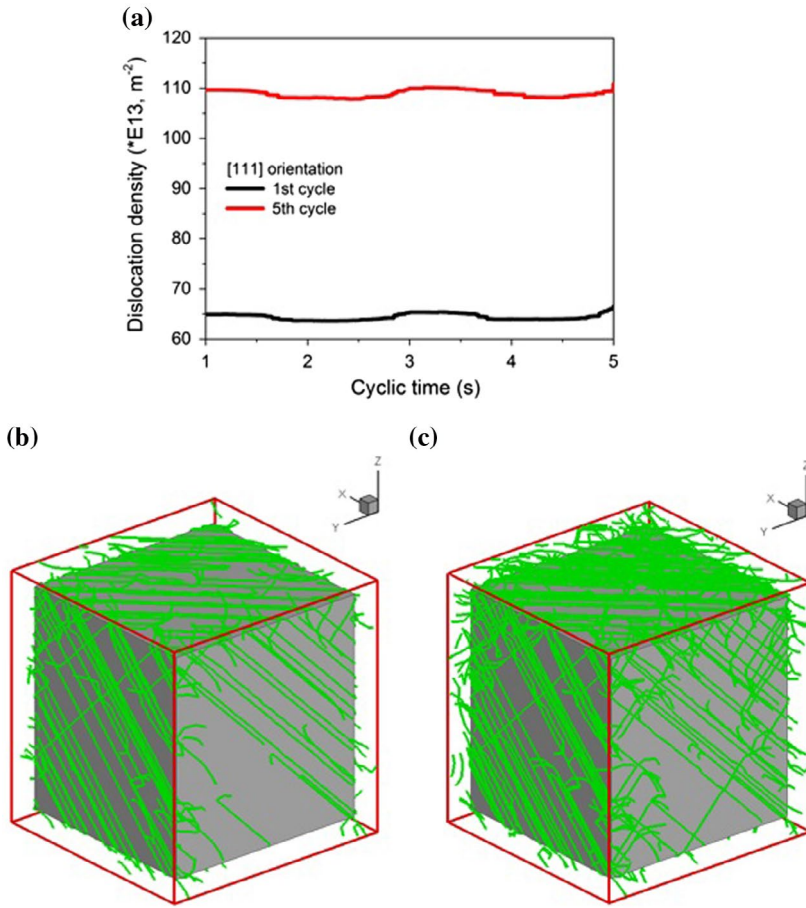 (a)
120
110
100
90
80
70
60
Dislocation density (*E13, m⁻²)
[111] orientation
1st cycle
5th cycle
1 2 3 4 5
Cyclic time (s)
(b) (c)
Z
X
Y
Z
X
Y